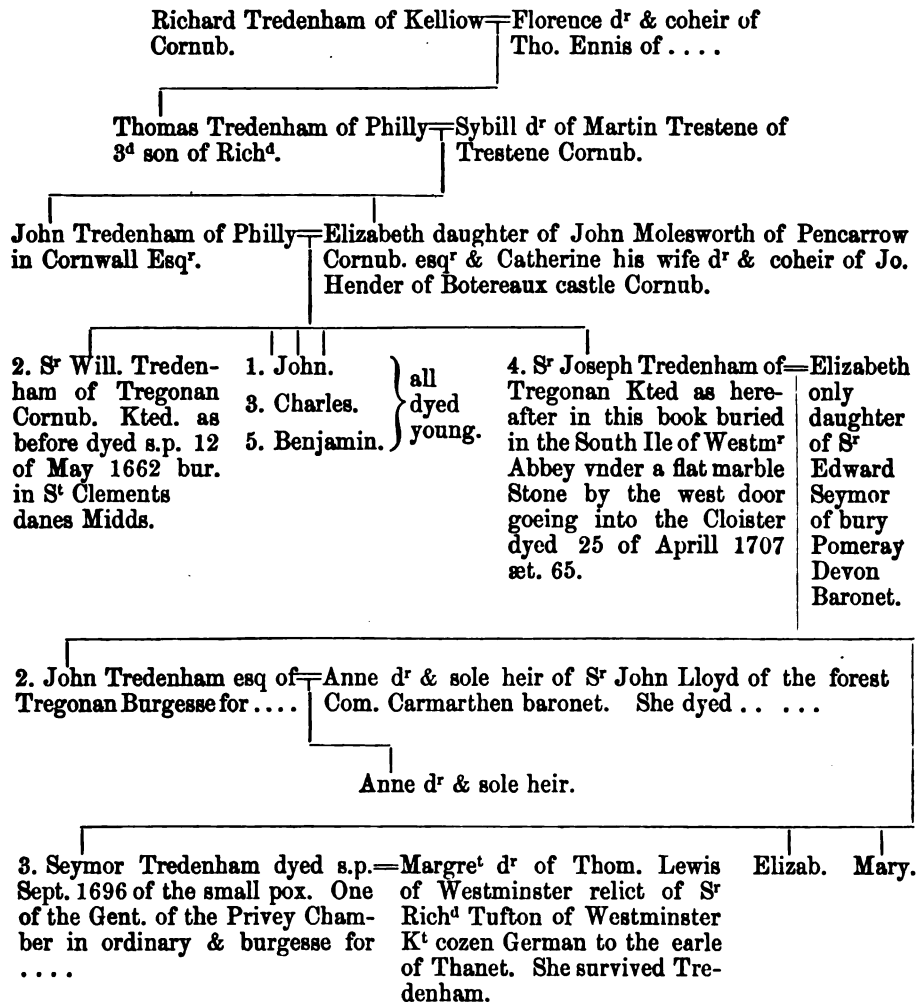 Richard Tredenham of Kelliow=Florence dʳ & coheir of
Cornub. Tho. Ennis of . . . .
Thomas Tredenham of Philly=Sybill dʳ of Martin Trestene of
3ᵈ son of Richᵈ. Trestene Cornub.
John Tredenham of Philly=Elizabeth daughter of John Molesworth of Pencarrow
in Cornwall Esqʳ. Cornub. esqʳ & Catherine his wife dʳ & coheir of Jo.
Hender of Botereaux castle Cornub.
2. Sʳ Will. Treden-
ham of Tregonan
Cornub. Kted. as
before dyed s.p. 12
of May 1662 bur.
in Sᵗ Clements
danes Midds.
1. John.
3. Charles.
5. Benjamin.
all
dyed
young.
4. Sʳ Joseph Tredenham of=
Tregonan Kted as here-
after in this book buried
in the South Ile of Westmʳ
Abbey vnder a flat marble
Stone by the west door
goeing into the Cloister
dyed 25 of Aprill 1707
æt. 65.
Elizabeth
only
daughter
of Sʳ
Edward
Seymor
of bury
Pomeray
Devon
Baronet.
2. John Tredenham esq of=Anne dʳ & sole heir of Sʳ John Lloyd of the forest
Tregonan Burgesse for . . . . Com. Carmarthen baronet. She dyed . . . . .
Anne dʳ & sole heir.
3. Seymor Tredenham dyed s.p.=
Sept. 1696 of the small pox. One
of the Gent. of the Privey Cham-
ber in ordinary & burgesse for
. . . .
Margreᵗ dʳ of Thom. Lewis
of Westminster relict of Sʳ
Richᵈ Tufton of Westminster
Kᵗ cozen German to the earle
of Thanet. She survived Tre-
denham.
Elizab. Mary.